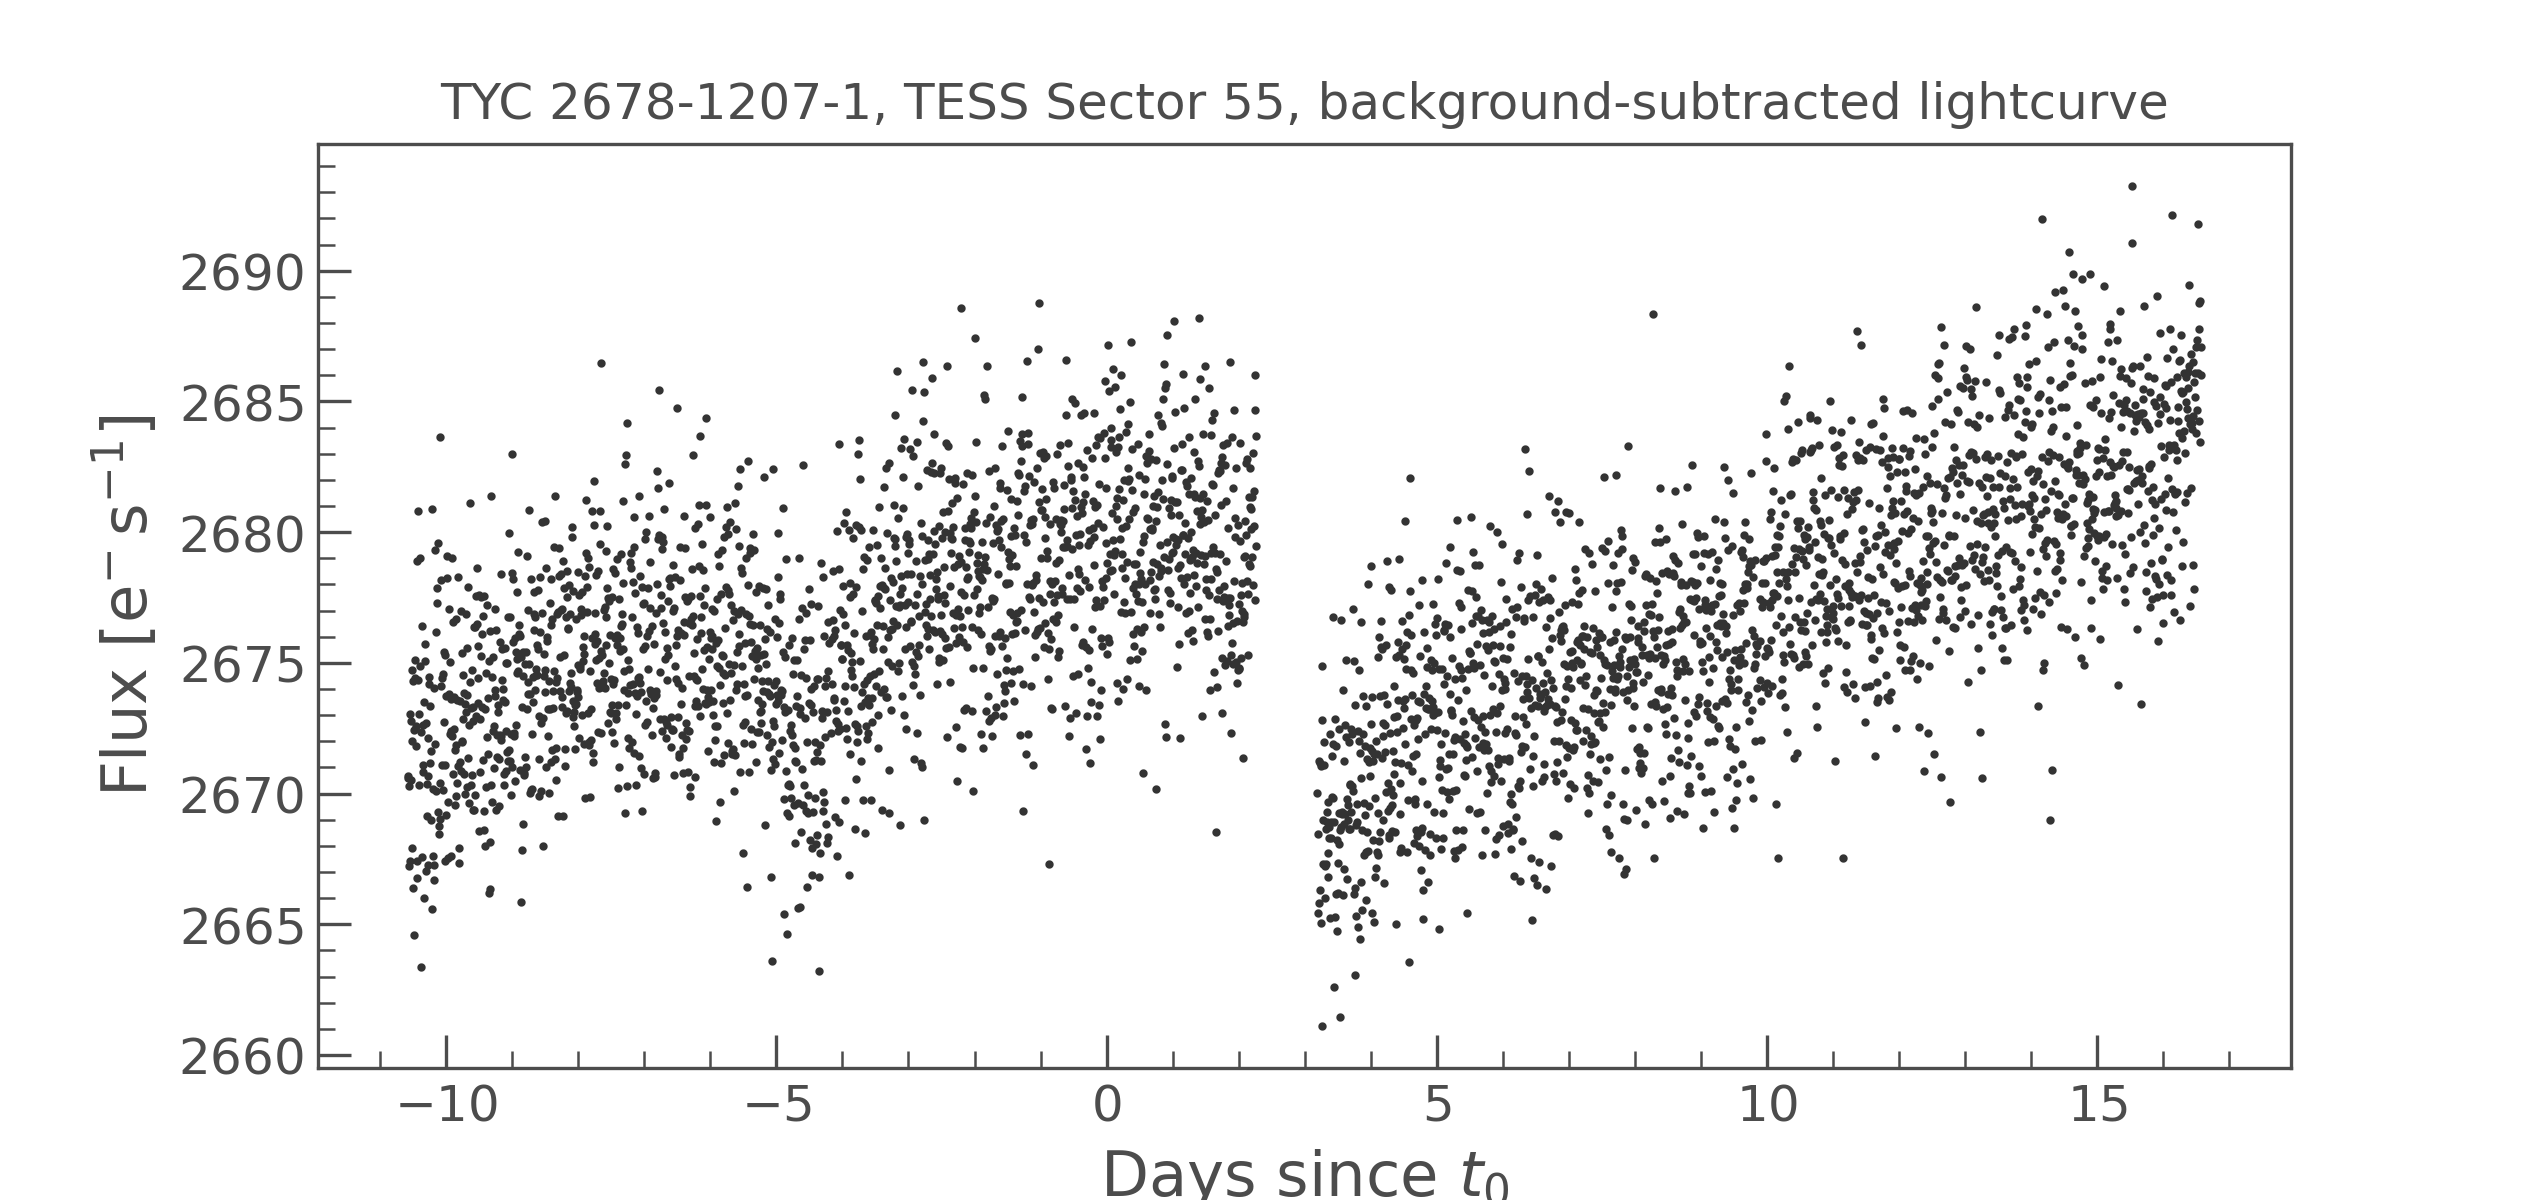 TYC 2678-1207-1, TESS Sector 55, background-subtracted lightcurve
Flux [e⁻ s⁻¹]
2690
2685
2680
2675
2670
2665
2660
−10 −5 0 5 10 15
Days since t₀